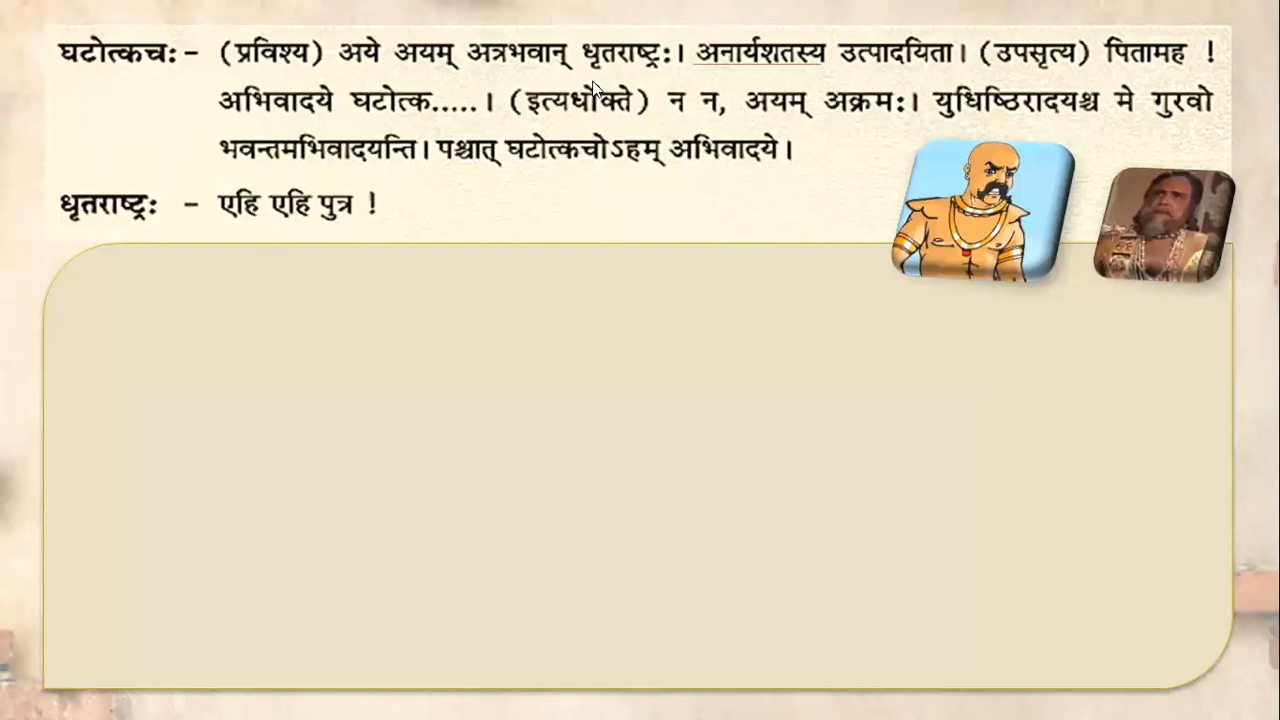 घटोत्कचः- (प्रविश्य) अये अयम् अत्रभवान् धृतराष्ट्रः। अनार्यशतस्य उत्पादयिता। (उपसृत्य) पितामह !
अभिवादये घटोत्क.....। (इत्यधोक्ते) न न, अयम् अक्रमः। युधिष्ठिरादयश्च मे गुरवो
भवन्तमभिवादयन्ति। पश्चात् घटोत्कचोऽहम् अभिवादये।
धृतराष्ट्रः - एहि एहि पुत्र !